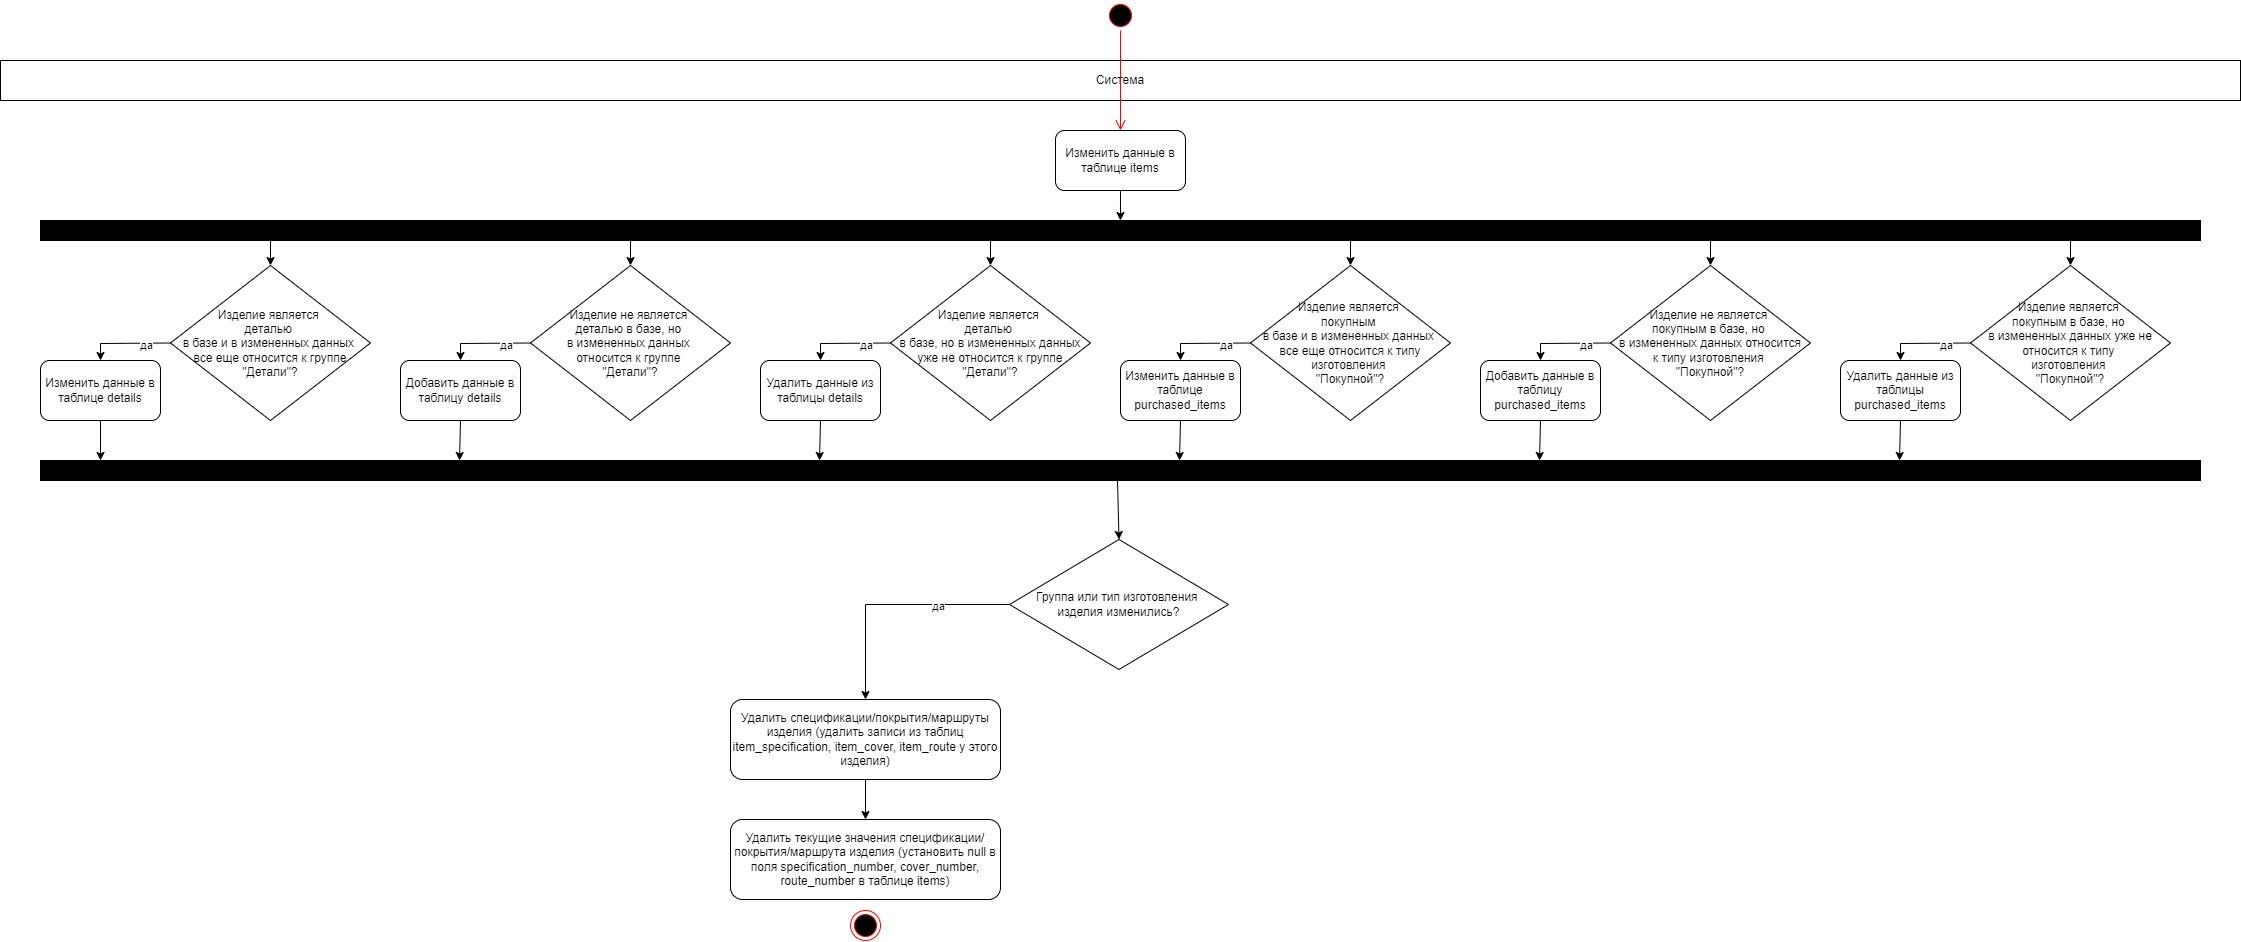 Система
Изменить данные в
таблице items
Изделие является
деталью
в базе и в измененных данных
все еще относится к группе
"Детали"?
да
Изменить данные в
таблице details
Изделие не является
деталью в базе, но
в измененных данных
относится к группе
"Детали"?
да
Добавить данные в
таблицу details
Изделие является
деталью
в базе, но в измененных данных
уже не относится к группе
"Детали"?
да
Удалить данные из
таблицы details
Изделие является
покупным
в базе и в измененных данных
все еще относится к типу
изготовления
"Покупной"?
да
Изменить данные в
таблице
purchased_items
Изделие не является
покупным в базе, но
в измененных данных относится
к типу изготовления
"Покупной"?
да
Добавить данные в
таблицу
purchased_items
Изделие является
покупным в базе, но
в измененных данных уже не
относится к типу
изготовления
"Покупной"?
да
Удалить данные из
таблицы
purchased_items
Группа или тип изготовления
изделия изменились?
да
Удалить спецификации/покрытия/маршруты
изделия (удалить записи из таблиц
item_specification, item_cover, item_route у этого
изделия)
Удалить текущие значения спецификации/
покрытия/маршрута изделия (установить null в
поля specification_number, cover_number,
route_number в таблице items)